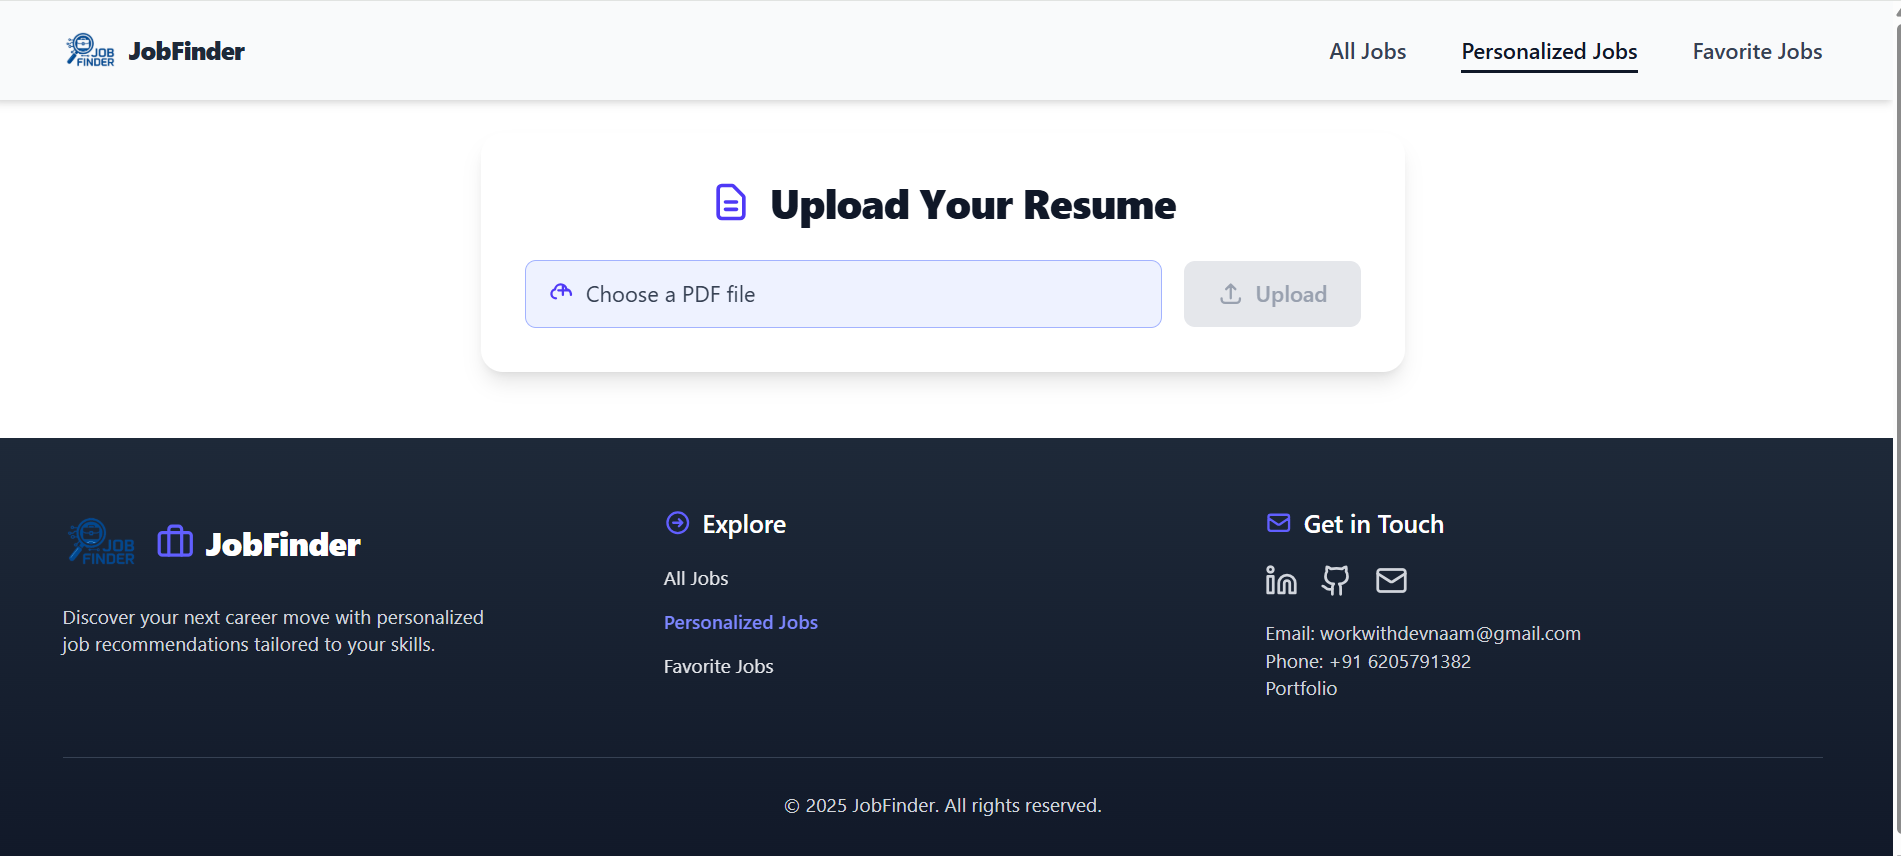 JOB
FINDER
JobFinder
All Jobs
Personalized Jobs
Favorite Jobs
Upload Your Resume
Choose a PDF file
Upload
JOB
FINDER
JobFinder
Discover your next career move with personalized
job recommendations tailored to your skills.
Explore
All Jobs
Personalized Jobs
Favorite Jobs
Get in Touch
Email: workwithdevnaam@gmail.com
Phone: +91 6205791382
Portfolio
© 2025 JobFinder. All rights reserved.